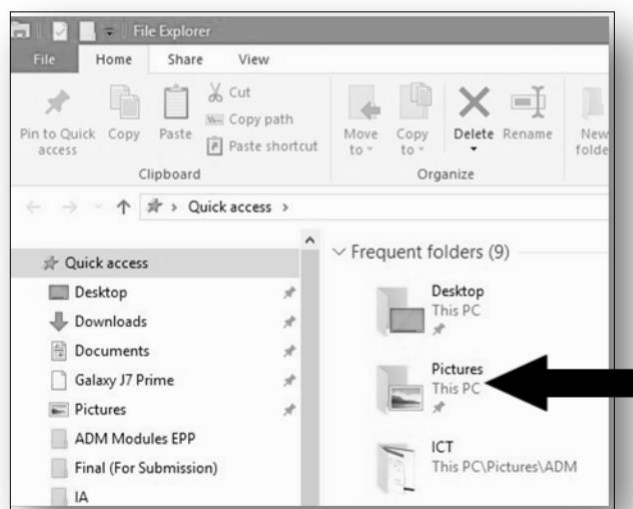 File Explorer
File Home Share View
Pin to Quick access
Copy
Paste
Cut
Copy path
Paste shortcut
Clipboard
Move to
Copy to
Delete
Rename
New
Organize
Quick access
Quick access
Desktop
Downloads
Documents
Galaxy J7 Prime
Pictures
ADM Modules EPP
Final (For Submission)
IA
Frequent folders (9)
Desktop
This PC
Pictures
This PC
ICT
This PC\Pictures\ADM